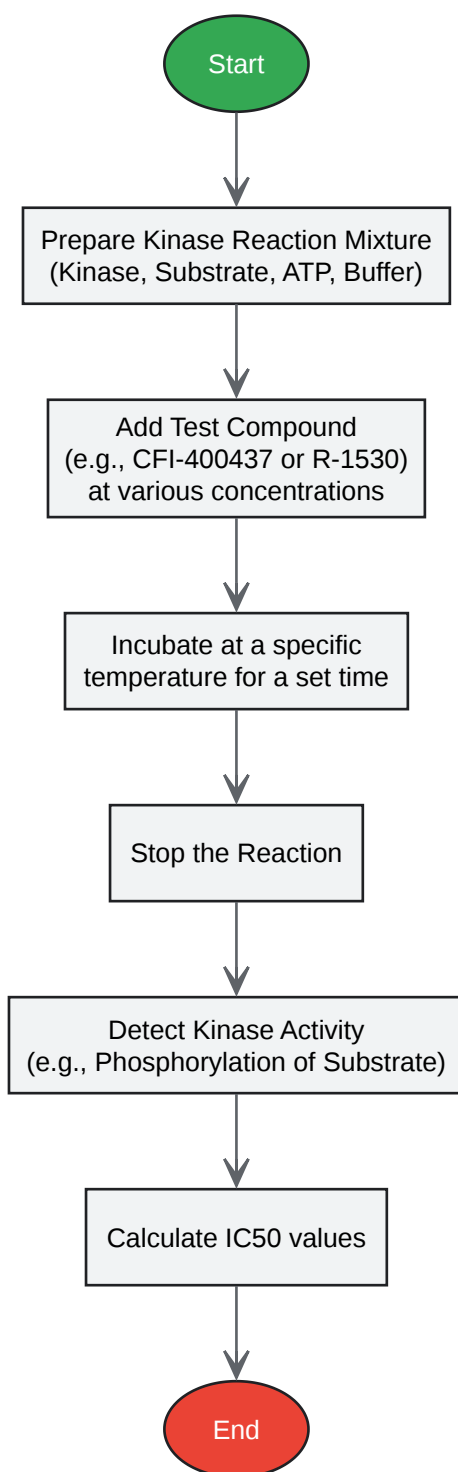 Start
Prepare Kinase Reaction Mixture
(Kinase, Substrate, ATP, Buffer)
Add Test Compound
(e.g., CFI-400437 or R-1530)
at various concentrations
Incubate at a specific
temperature for a set time
Stop the Reaction
Detect Kinase Activity
(e.g., Phosphorylation of Substrate)
Calculate IC50 values
End